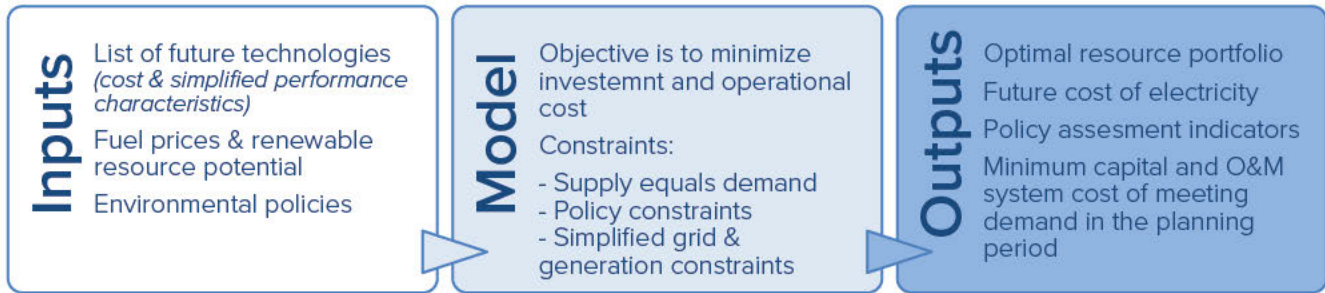 Inputs
List of future technologies
(cost & simplified performance
characteristics)
Fuel prices & renewable
resource potential
Environmental policies
Model
Objective is to minimize
investemnt and operational
cost
Constraints:
- Supply equals demand
- Policy constraints
- Simplified grid &
generation constraints
Outputs
Optimal resource portfolio
Future cost of electricity
Policy assesment indicators
Minimum capital and O&M
system cost of meeting
demand in the planning
period